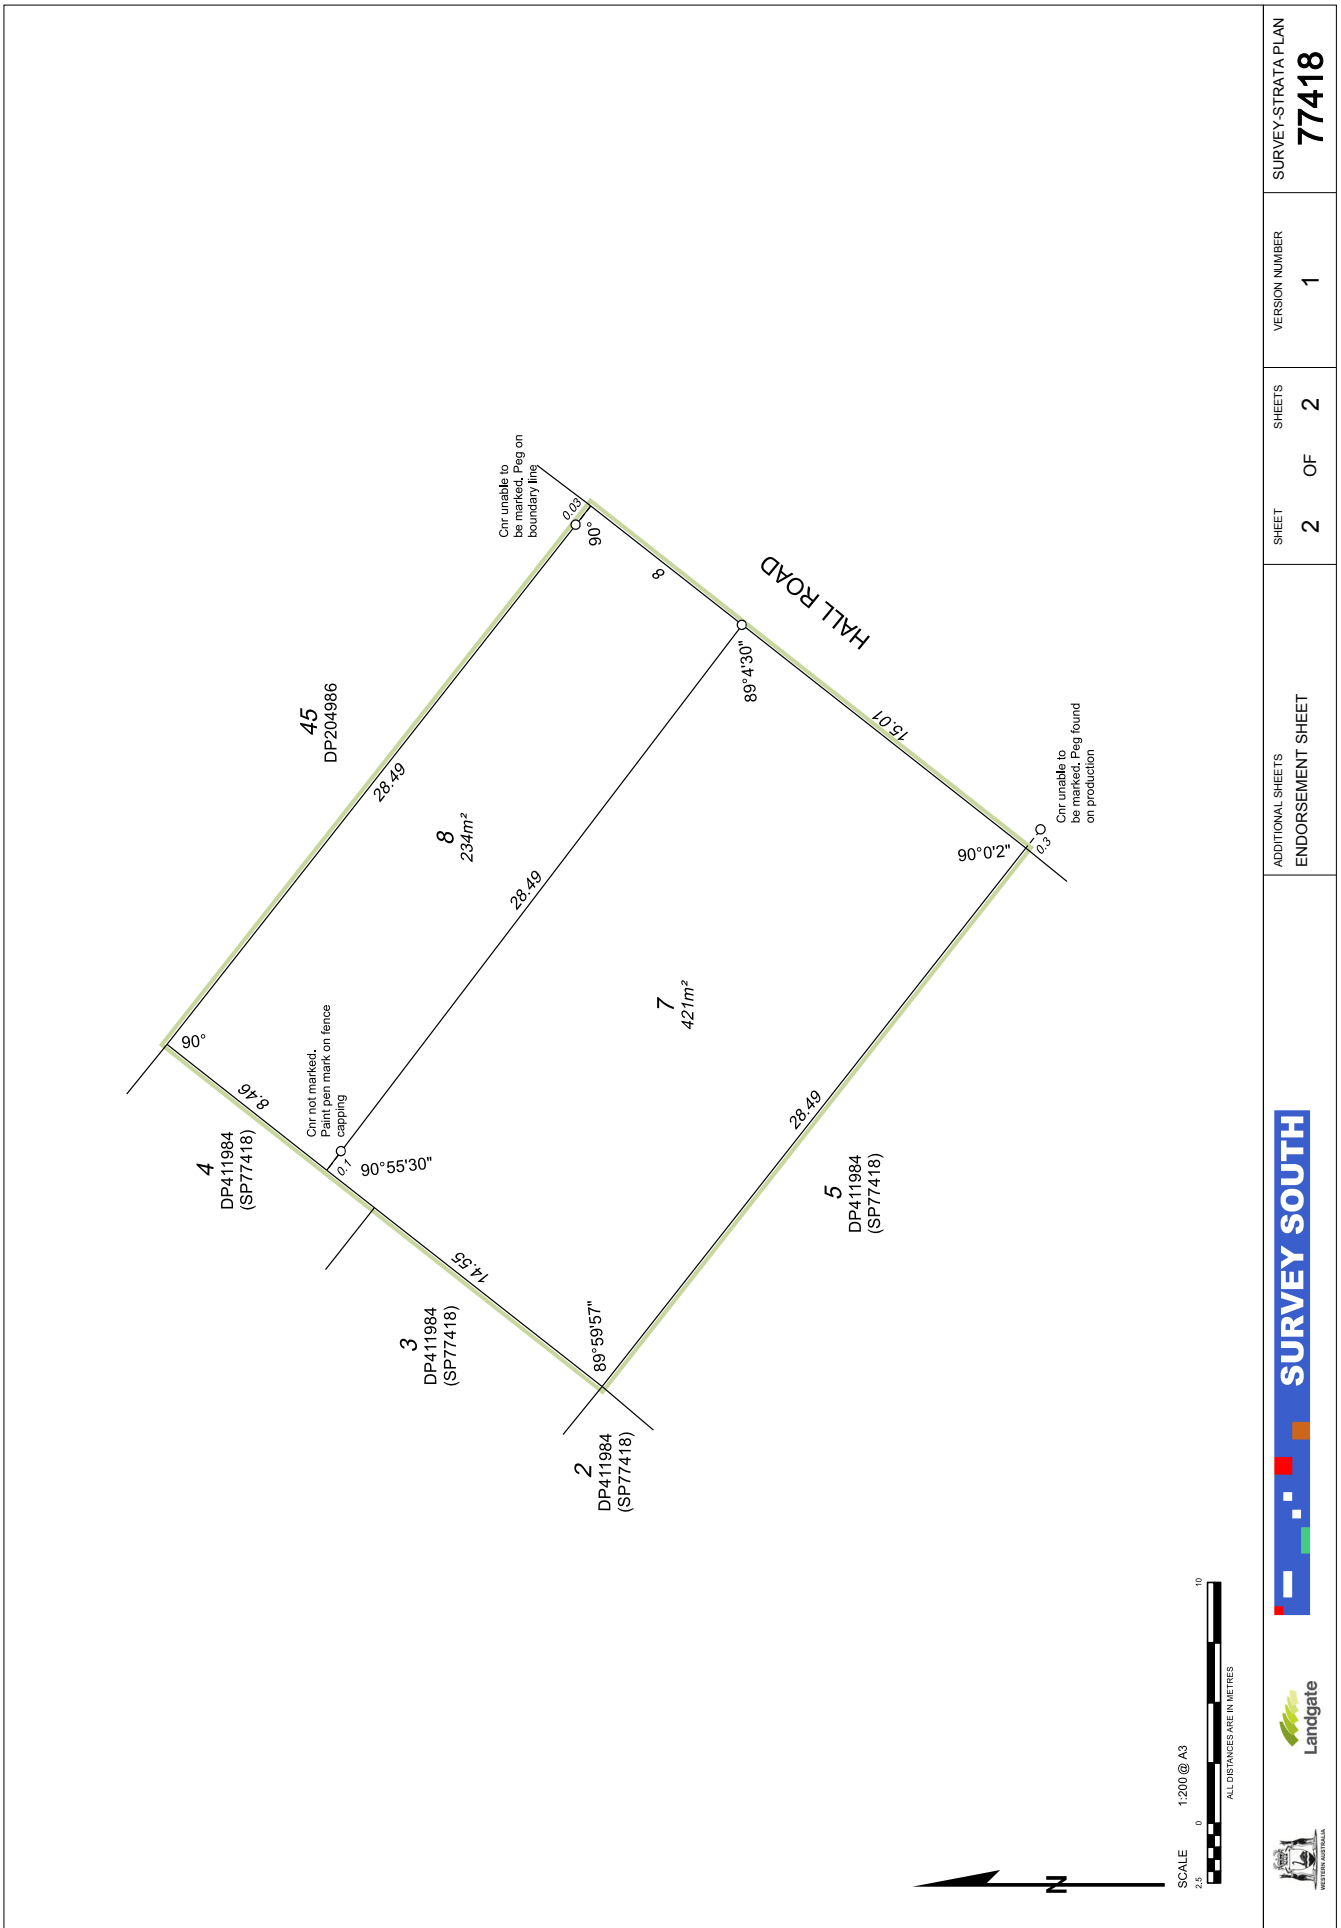 45
DP204986
28.49
8
234m²
28.49
7
421m²
28.49
5
DP411984
(SP77418)
4
DP411984
(SP77418)
3
DP411984
(SP77418)
2
DP411984
(SP77418)
8.46
14.55
90°
90°
8
0.03
Cnr unable to
be marked. Peg on
boundary line
HALL ROAD
89°4'30"
15.01
90°0'2"
0.3
Cnr unable to
be marked. Peg found
on production
Cnr not marked.
Paint pen mark on fence
capping
0.1
90°55'30"
89°59'57"
N
SCALE 1:200 @ A3
2.5 0 10
ALL DISTANCES ARE IN METRES
WESTERN AUSTRALIA
Landgate
SURVEY SOUTH
ADDITIONAL SHEETS
ENDORSEMENT SHEET
SHEET SHEETS
2 OF 2
VERSION NUMBER
1
SURVEY-STRATA PLAN
77418